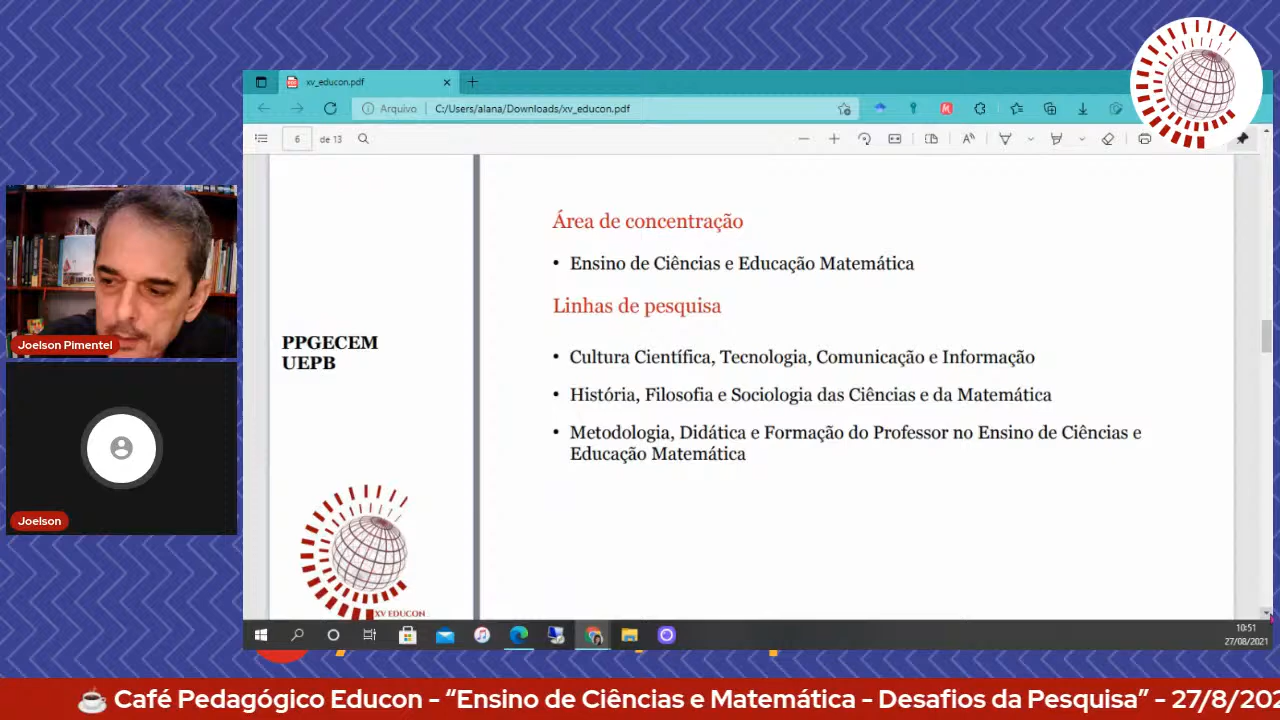 xv_educon.pdf
Arquivo
C:/Users/alana/Downloads/xv_educon.pdf
6
de 13
Área de concentração
• Ensino de Ciências e Educação Matemática
Linhas de pesquisa
PPGECEM
UEPB
• Cultura Científica, Tecnologia, Comunicação e Informação
• História, Filosofia e Sociologia das Ciências e da Matemática
• Metodologia, Didática e Formação do Professor no Ensino de Ciências e
Educação Matemática
XV EDUCON
Joelson Pimentel
Joelson
10:51
27/08/2021
Café Pedagógico Educon - “Ensino de Ciências e Matemática - Desafios da Pesquisa” - 27/8/202